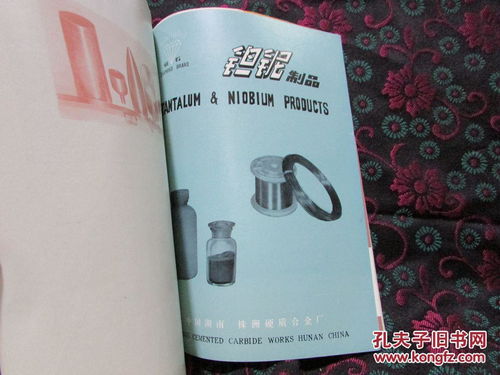 钽铌制品
TANTALUM & NIOBIUM PRODUCTS
中国湖南 株洲硬质合金厂
CEMENTED CARBIDE WORKS HUNAN CHINA
孔夫子旧书网
www.kongfz.com